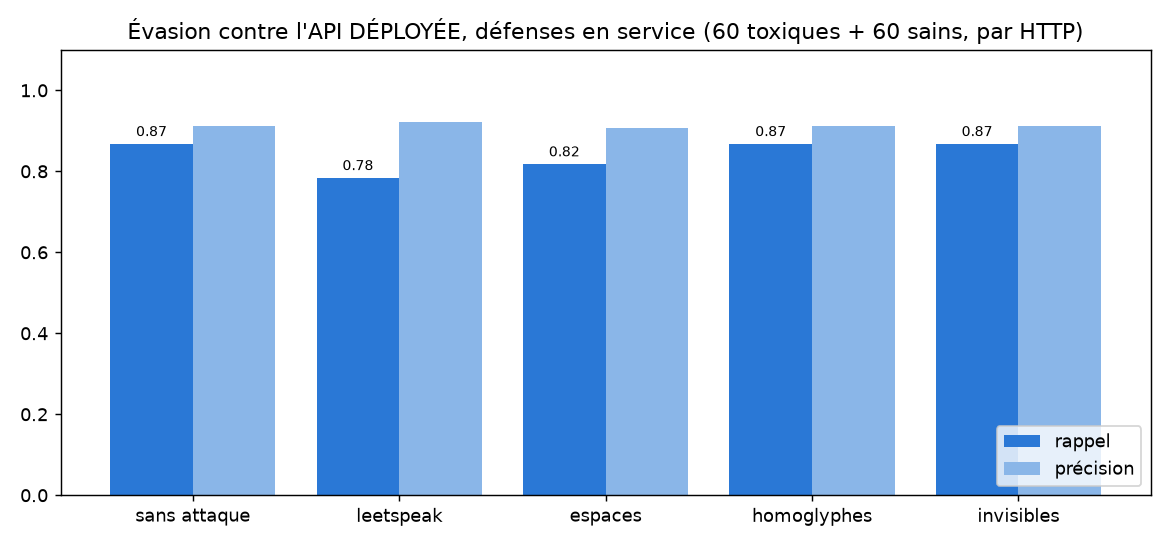 Évasion contre l'API DÉPLOYÉE, défenses en service (60 toxiques + 60 sains, par HTTP)
1.0
0.8
0.6
0.4
0.2
0.0
0.87
0.78
0.82
0.87
0.87
rappel
précision
sans attaque
leetspeak
espaces
homoglyphes
invisibles